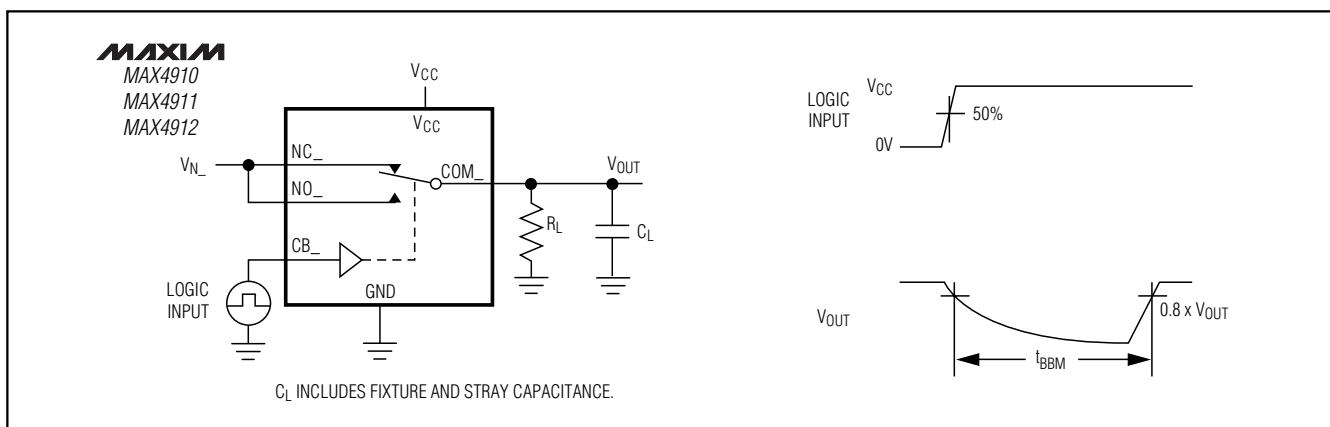 MAXIM
MAX4910
MAX4911
MAX4912
VCC
VCC
VN_
NC_
NO_
COM_
VOUT
RL
CL
CB_
LOGIC
INPUT
GND
CL INCLUDES FIXTURE AND STRAY CAPACITANCE.
LOGIC
INPUT
VCC
0V
50%
VOUT
0.8 x VOUT
tBBM